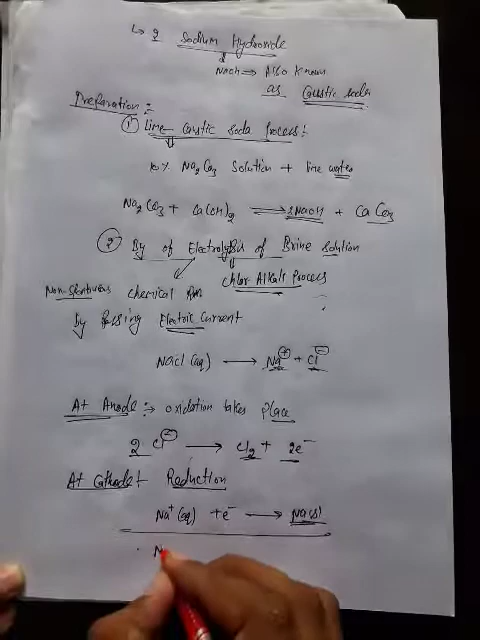 ↳ 2 Sodium Hydroxide
NaOH ⇒ Also Known
as Caustic soda
Preparation :-
① Lime- Caustic soda Process:
10% Na2CO3 Solution + lime water
Na2CO3 + Ca(OH)2 ⇌ 2NaOH + CaCO3
② By of Electrolysis of Brine solution
Chlor Alkali Process
Non-Spontaneous chemical Rxn
By Passing Electric Current
NaCl (aq) → Na⊕ + Cl⊖
At Anode :→ oxidation takes place
2 Cl⊖ → Cl2 + 2e⁻
At Cathode + Reduction
Na⁺ (aq) + e⁻ → Na(s)
N